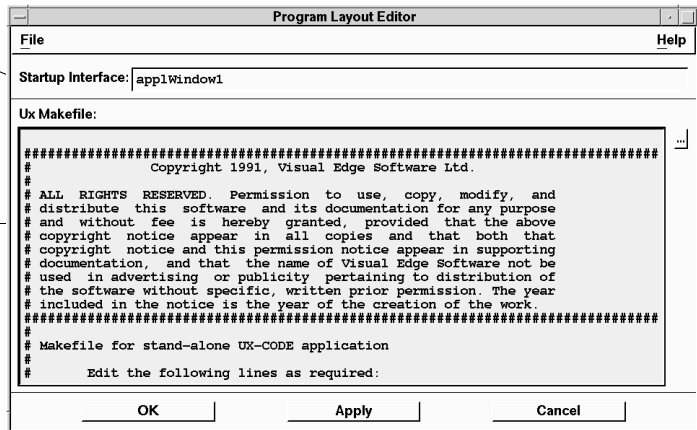 Program Layout Editor
File Help
Startup Interface: applWindow1
Ux Makefile:
################################################################################
# Copyright 1991, Visual Edge Software Ltd.
#
# ALL RIGHTS RESERVED. Permission to use, copy, modify, and
# distribute this software and its documentation for any purpose
# and without fee is hereby granted, provided that the above
# copyright notice appear in all copies and that both that
# copyright notice and this permission notice appear in supporting
# documentation, and that the name of Visual Edge Software not be
# used in advertising or publicity pertaining to distribution of
# the software without specific, written prior permission. The year
# included in the notice is the year of the creation of the work.
################################################################################
#
# Makefile for stand-alone UX-CODE application
#
# Edit the following lines as required:
...
OK Apply Cancel